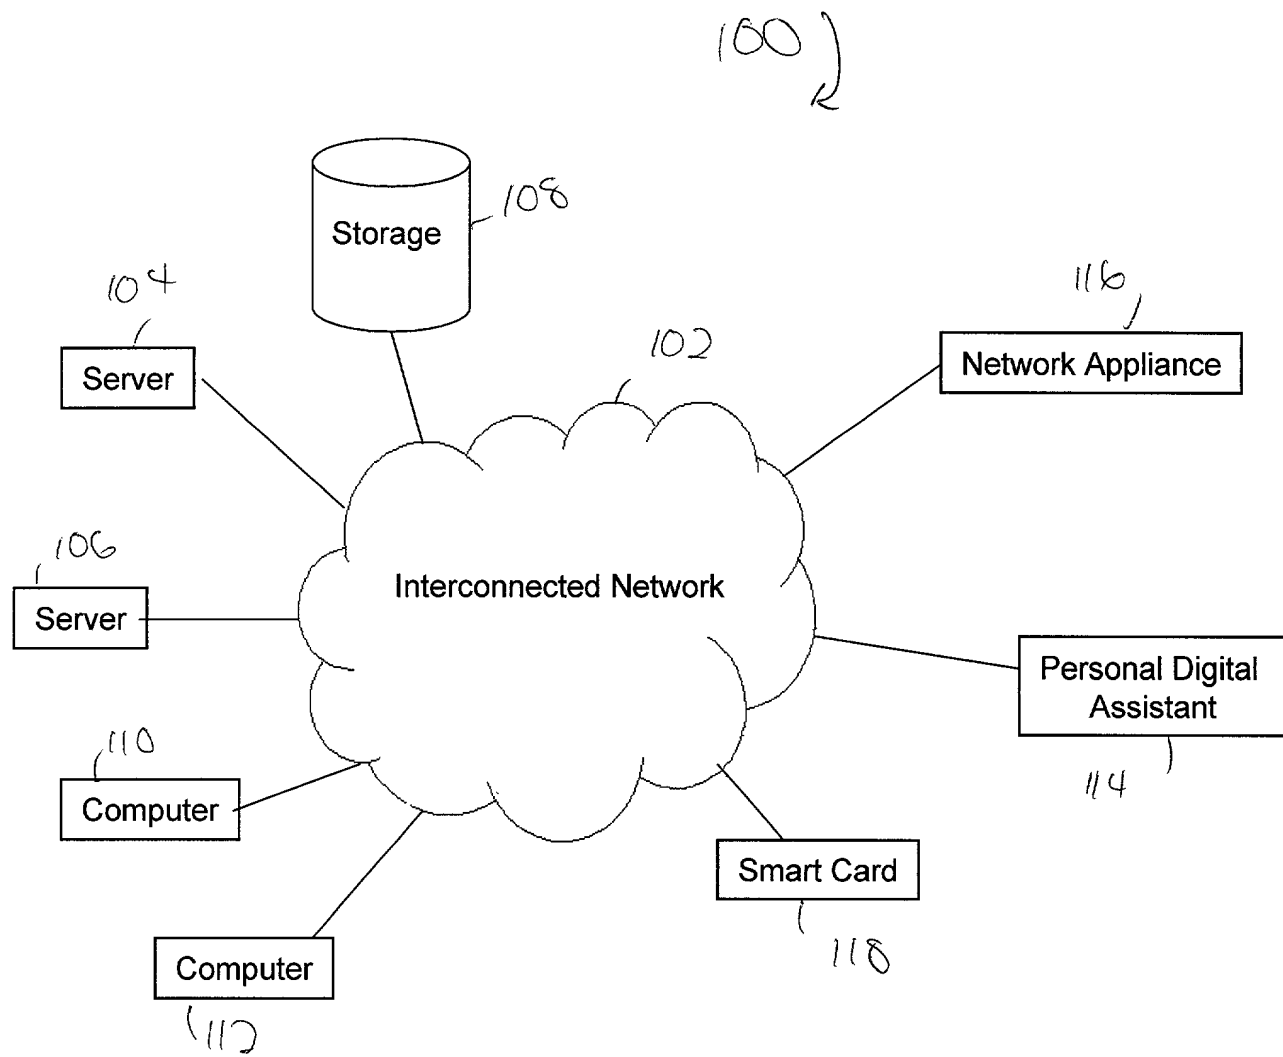 100
Storage
108
104
Server
102
116
Network Appliance
106
Server
Interconnected Network
Personal Digital
Assistant
114
110
Computer
Smart Card
118
Computer
112